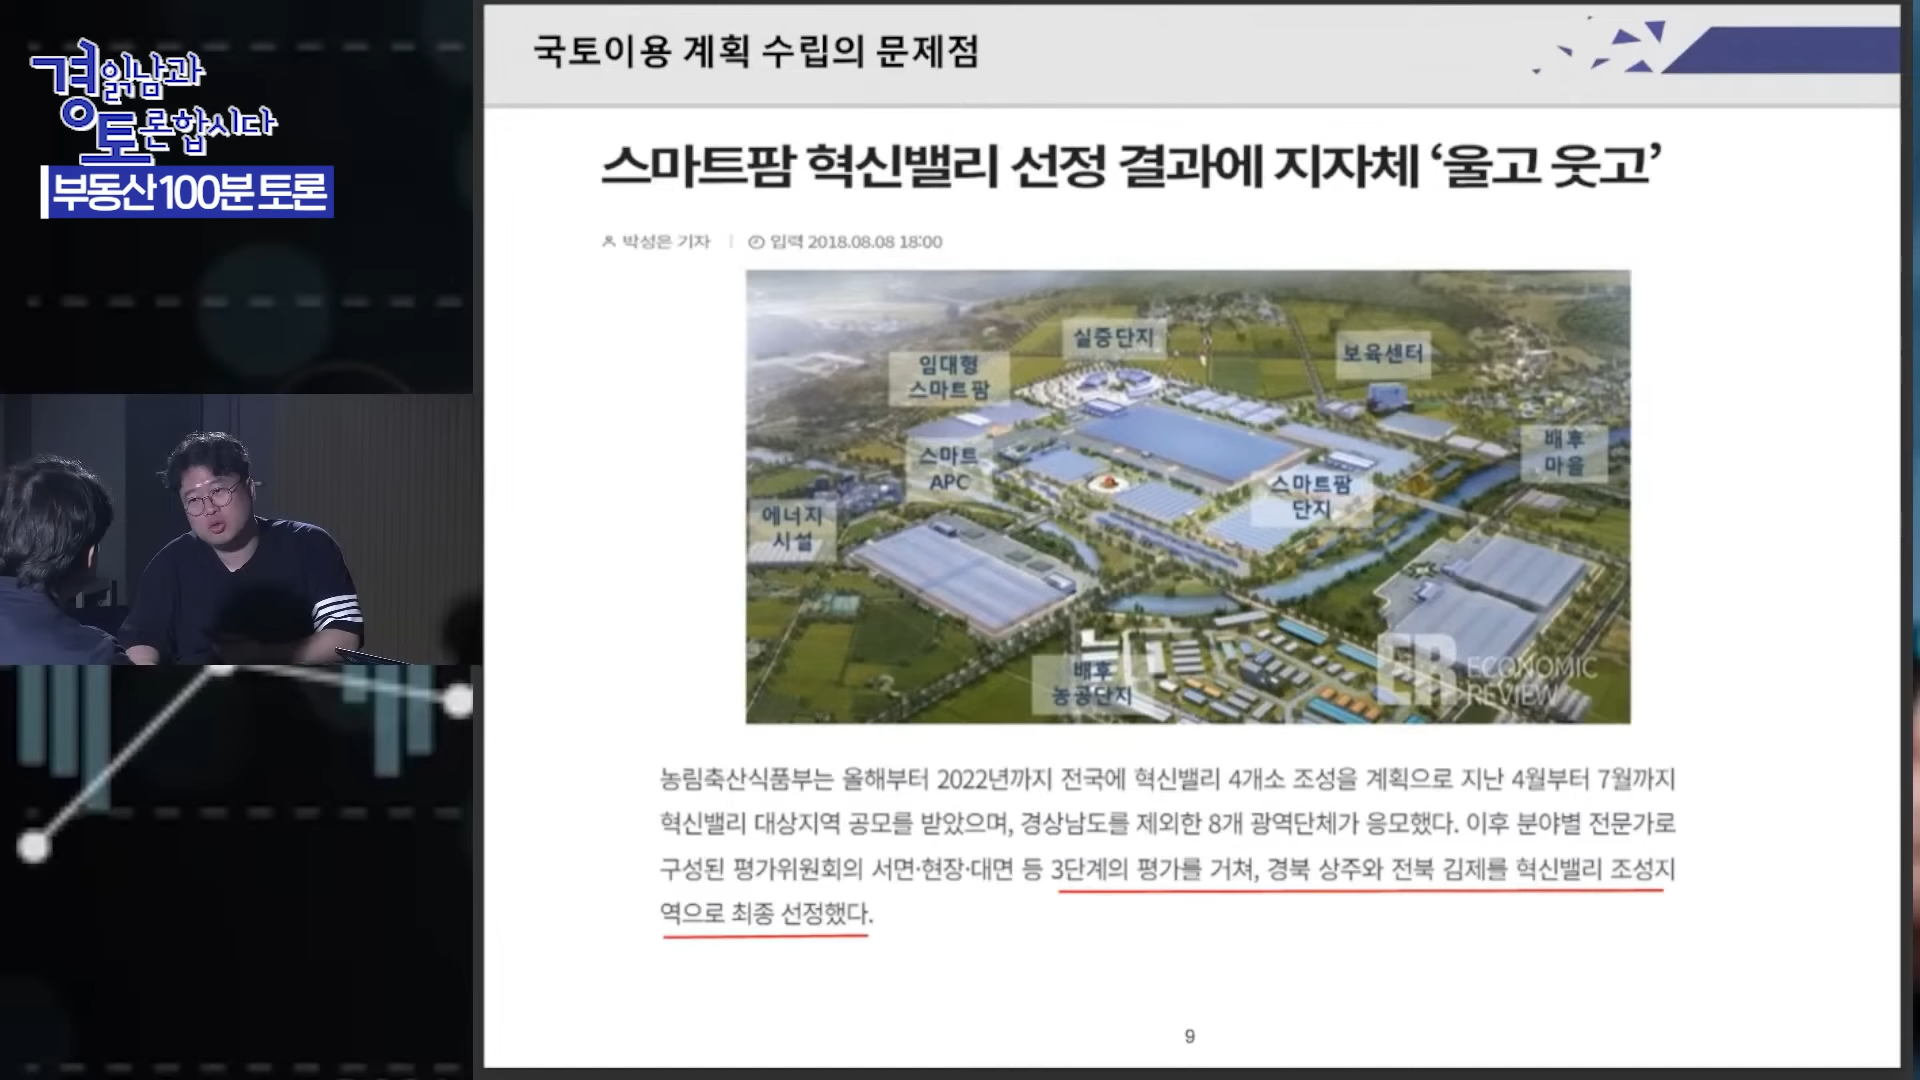 경읽남과
토론합시다
부동산 100분 토론
국토이용 계획 수립의 문제점
스마트팜 혁신밸리 선정 결과에 지자체 ‘울고 웃고’
박성은 기자 | 입력 2018.08.08 18:00
실증단지
임대형
스마트팜
보육센터
스마트
APC
배후
마을
스마트팜
단지
에너지
시설
배후
농공단지
ER ECONOMIC
REVIEW
농림축산식품부는 올해부터 2022년까지 전국에 혁신밸리 4개소 조성을 계획으로 지난 4월부터 7월까지
혁신밸리 대상지역 공모를 받았으며, 경상남도를 제외한 8개 광역단체가 응모했다. 이후 분야별 전문가로
구성된 평가위원회의 서면·현장·대면 등 3단계의 평가를 거쳐, 경북 상주와 전북 김제를 혁신밸리 조성지
역으로 최종 선정했다.
9